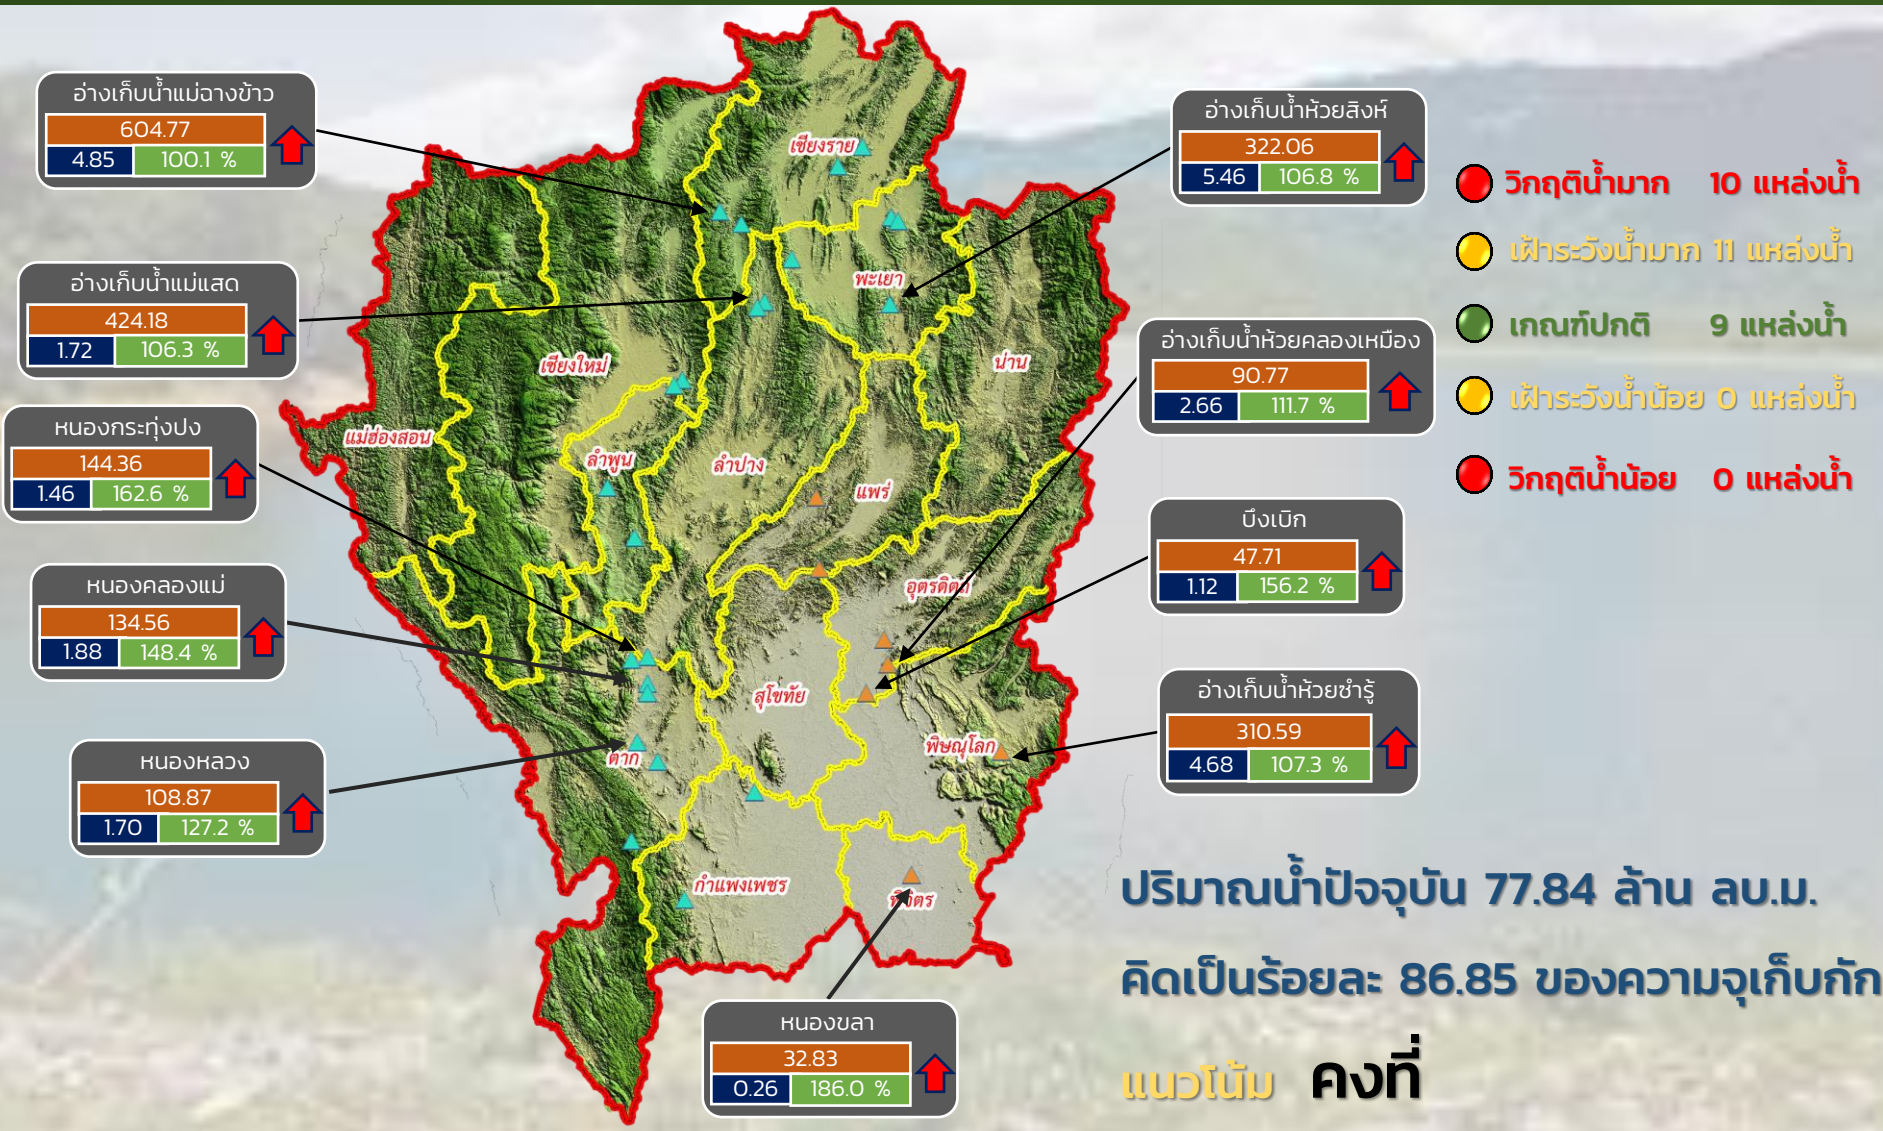 อ่างเก็บน้ำแม่ฉางข้าว
604.77
4.85 100.1 %
อ่างเก็บน้ำแม่แสด
424.18
1.72 106.3 %
หนองกระทุ่งปง
144.36
1.46 162.6 %
หนองคลองแม่
134.56
1.88 148.4 %
หนองหลวง
108.87
1.70 127.2 %
เชียงราย
พะเยา
น่าน
เชียงใหม่
แม่ฮ่องสอน
ลำพูน
ลำปาง
แพร่
อุตรดิตถ์
สุโขทัย
ตาก
พิษณุโลก
กำแพงเพชร
พิจิตร
หนองขลา
32.83
0.26 186.0 %
อ่างเก็บน้ำห้วยสิงห์
322.06
5.46 106.8 %
อ่างเก็บน้ำห้วยคลองเหมือง
90.77
2.66 111.7 %
บึงเบิก
47.71
1.12 156.2 %
อ่างเก็บน้ำห้วยซำรู้
310.59
4.68 107.3 %
วิกฤติน้ำมาก 10 แหล่งน้ำ
เฝ้าระวังน้ำมาก 11 แหล่งน้ำ
เกณฑ์ปกติ 9 แหล่งน้ำ
เฝ้าระวังน้ำน้อย 0 แหล่งน้ำ
วิกฤติน้ำน้อย 0 แหล่งน้ำ
ปริมาณน้ำปัจจุบัน 77.84 ล้าน ลบ.ม.
คิดเป็นร้อยละ 86.85 ของความจุเก็บกัก
แนวโน้ม คงที่